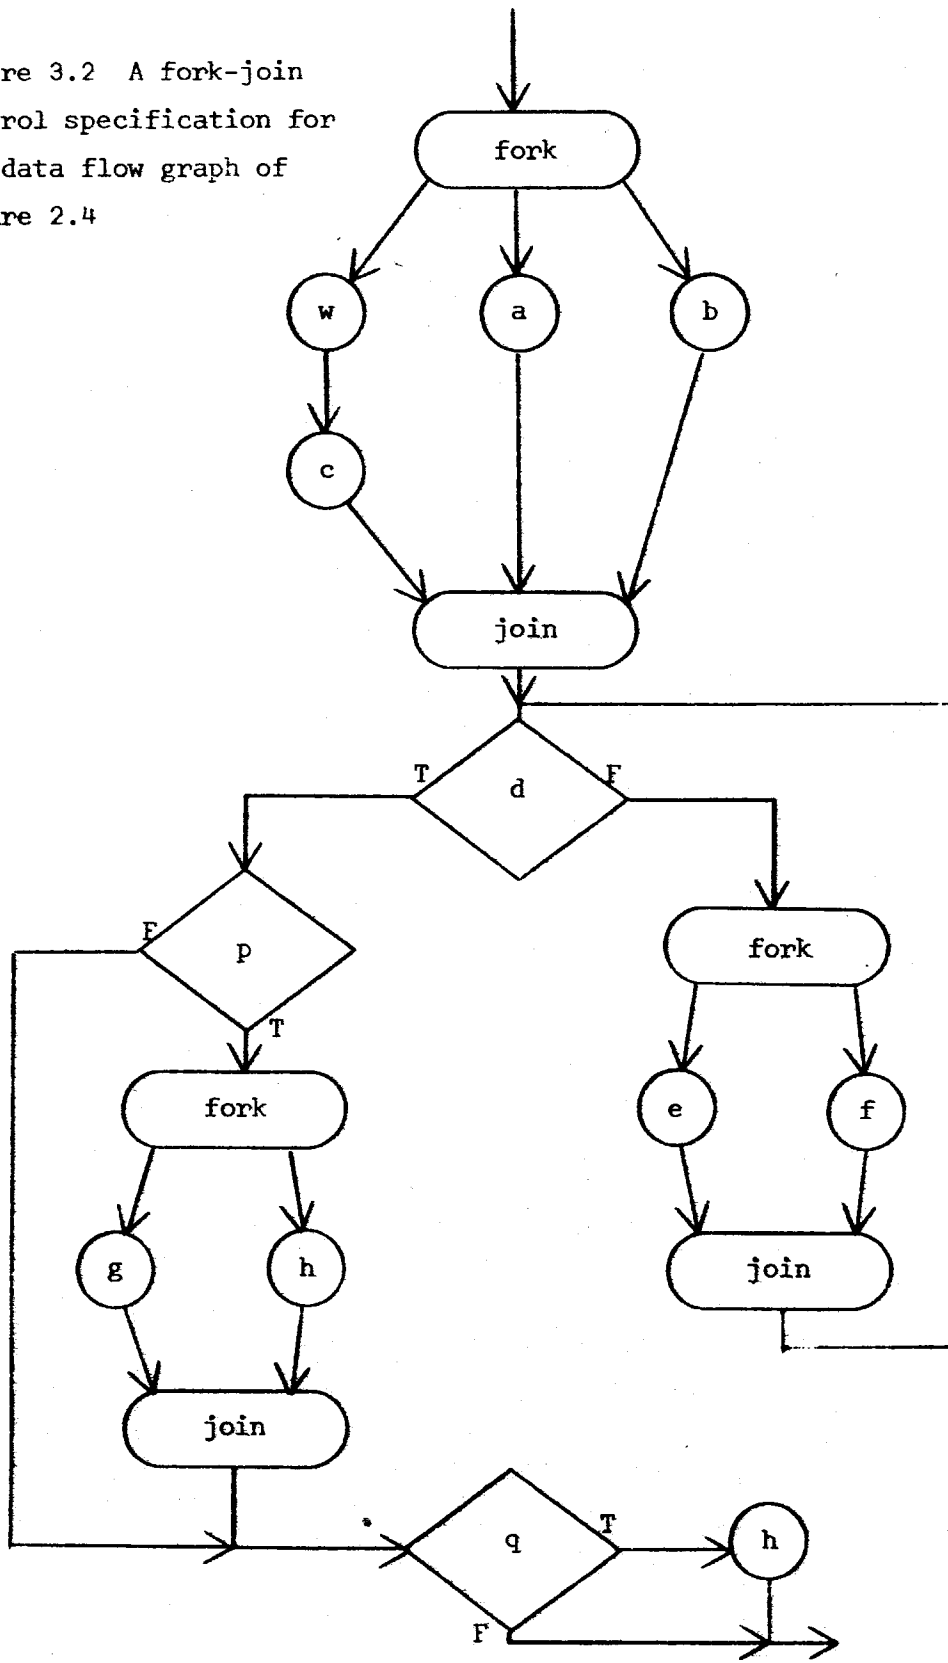 re 3.2 A fork-join
rol specification for
data flow graph of
re 2.4
fork
w
a
b
c
join
T
d
F
F
p
T
fork
e
f
join
fork
g
h
join
q
T
h
F